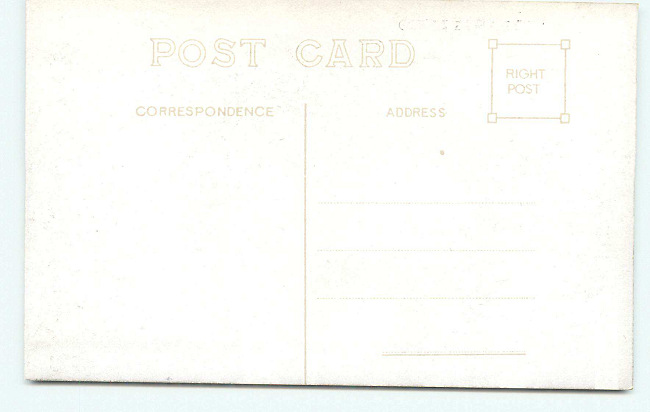 POST CARD
RIGHT
POST
CORRESPONDENCE
ADDRESS